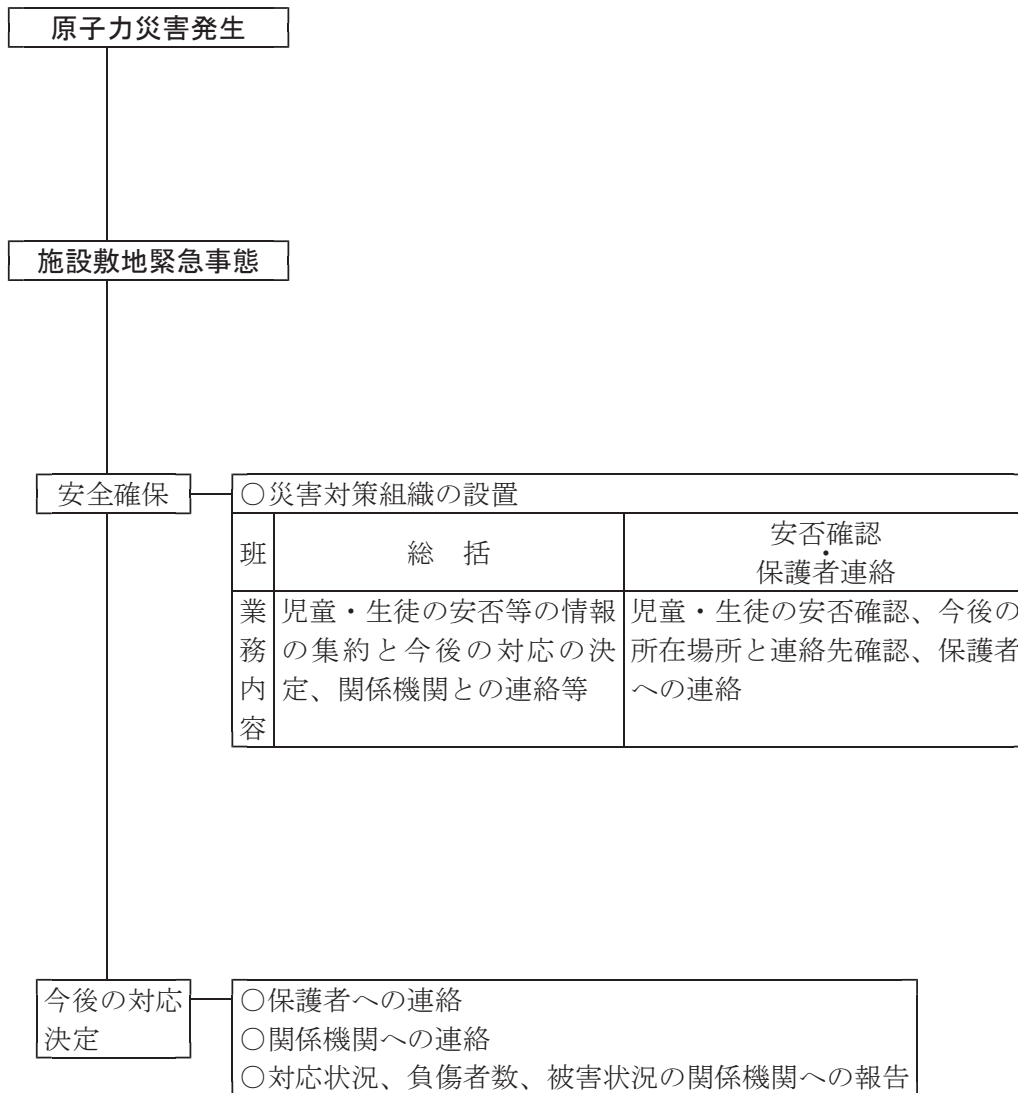 原子力災害発生
施設敷地緊急事態
安全確保
○災害対策組織の設置
班
総　括
安否確認
・
保護者連絡
業務内容
児童・生徒の安否等の情報
の集約と今後の対応の決
定、関係機関との連絡等
児童・生徒の安否確認、今後の
所在場所と連絡先確認、保護者
への連絡
今後の対応
決定
○保護者への連絡
○関係機関への連絡
○対応状況、負傷者数、被害状況の関係機関への報告